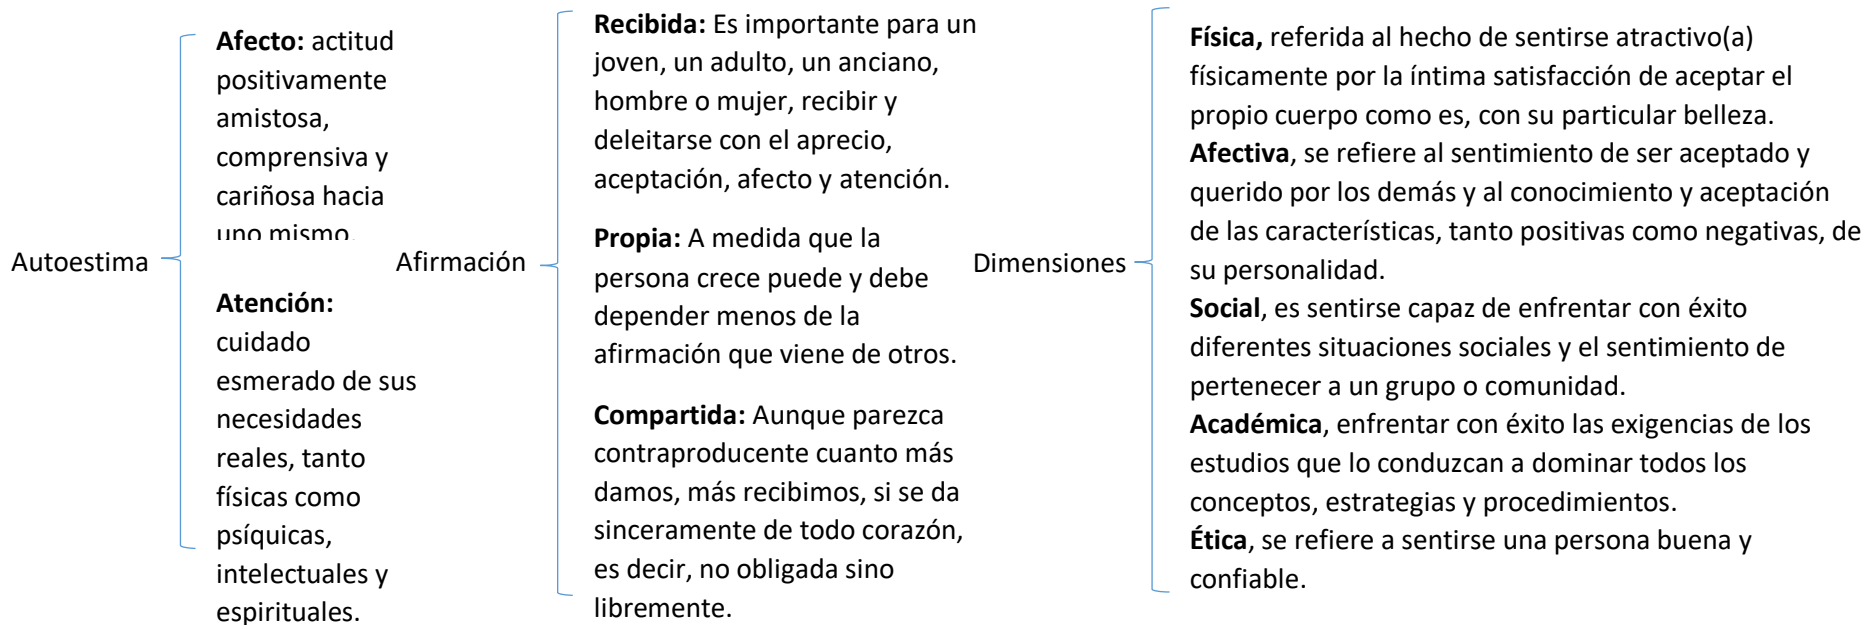 Autoestima
Afecto: actitud
positivamente
amistosa,
comprensiva y
cariñosa hacia
uno mismo.
Atención:
cuidado
esmerado de sus
necesidades
reales, tanto
físicas como
psíquicas,
intelectuales y
espirituales.
Afirmación
Recibida: Es importante para un
joven, un adulto, un anciano,
hombre o mujer, recibir y
deleitarse con el aprecio,
aceptación, afecto y atención.
Propia: A medida que la
persona crece puede y debe
depender menos de la
afirmación que viene de otros.
Compartida: Aunque parezca
contraproducente cuanto más
damos, más recibimos, si se da
sinceramente de todo corazón,
es decir, no obligada sino
libremente.
Dimensiones
Física, referida al hecho de sentirse atractivo(a)
físicamente por la íntima satisfacción de aceptar el
propio cuerpo como es, con su particular belleza.
Afectiva, se refiere al sentimiento de ser aceptado y
querido por los demás y al conocimiento y aceptación
de las características, tanto positivas como negativas, de
su personalidad.
Social, es sentirse capaz de enfrentar con éxito
diferentes situaciones sociales y el sentimiento de
pertenecer a un grupo o comunidad.
Académica, enfrentar con éxito las exigencias de los
estudios que lo conduzcan a dominar todos los
conceptos, estrategias y procedimientos.
Ética, se refiere a sentirse una persona buena y
confiable.